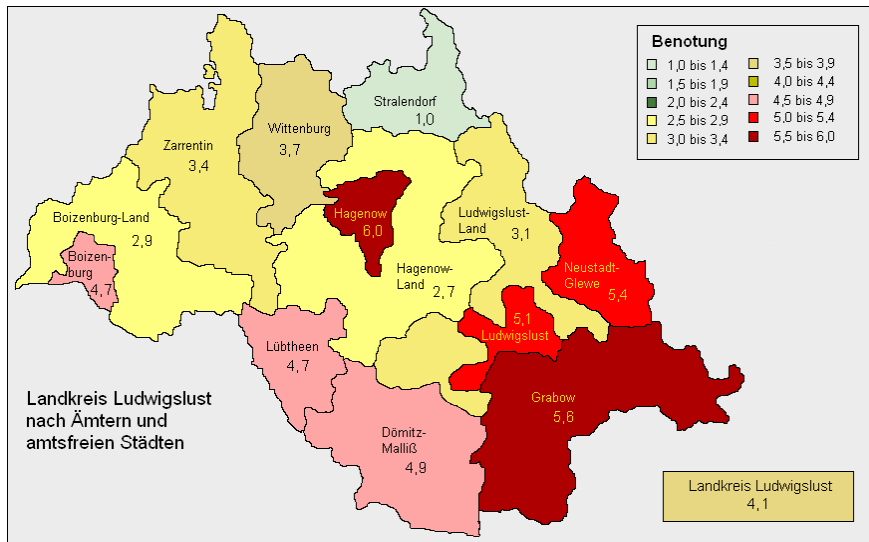 Benotung
1,0 bis 1,4
1,5 bis 1,9
2,0 bis 2,4
2,5 bis 2,9
3,0 bis 3,4
3,5 bis 3,9
4,0 bis 4,4
4,5 bis 4,9
5,0 bis 5,4
5,5 bis 6,0
Stralendorf
1,0
Wittenburg
3,7
Zarrentin
3,4
Hagenow
6,0
Ludwigslust-
Land
3,1
Boizenburg-Land
2,9
Boizen-
burg
4,7
Hagenow-
Land
2,7
Neustadt-
Glewe
5,4
5,1
Ludwigslust
Lübtheen
4,7
Grabow
5,6
Dömitz-
Malliß
4,9
Landkreis Ludwigslust
nach Ämtern und
amtsfreien Städten
Landkreis Ludwigslust
4,1